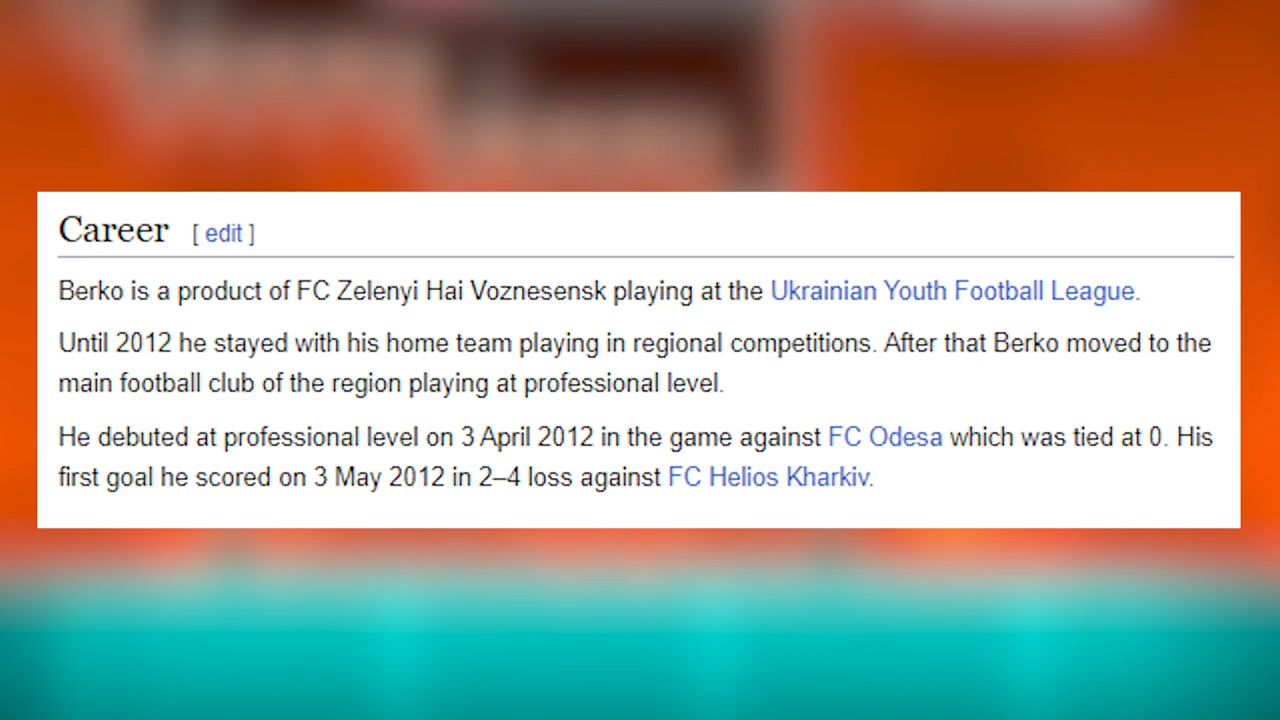 Career [ edit ]
Berko is a product of FC Zelenyi Hai Voznesensk playing at the Ukrainian Youth Football League.
Until 2012 he stayed with his home team playing in regional competitions. After that Berko moved to the
main football club of the region playing at professional level.
He debuted at professional level on 3 April 2012 in the game against FC Odesa which was tied at 0. His
first goal he scored on 3 May 2012 in 2–4 loss against FC Helios Kharkiv.